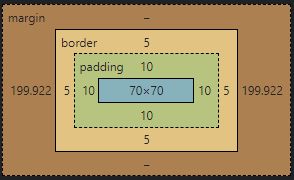 margin –
border 5
padding 10
199.922 5 10 70×70 10 5 199.922
10
5
–